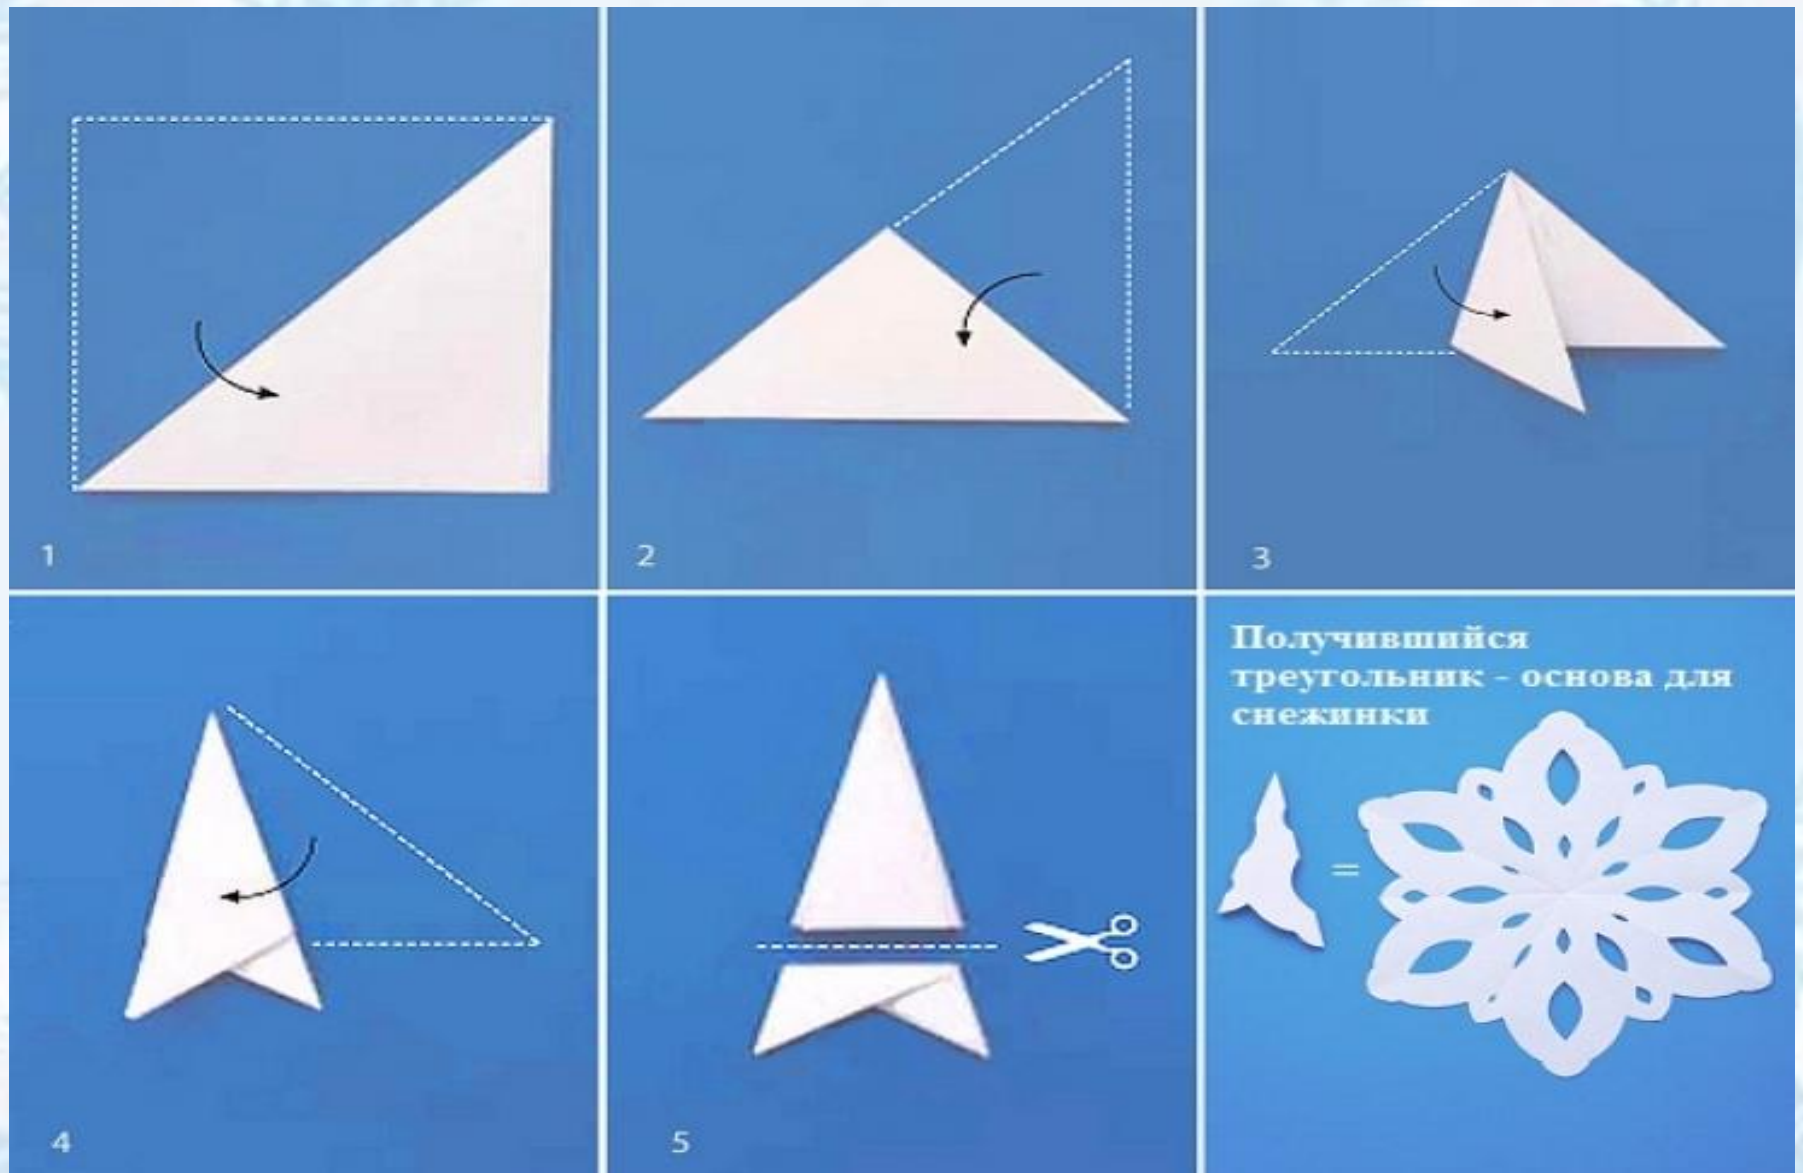 1
2
3
4
5
Получившийся
треугольник - основа для
снежинки
=